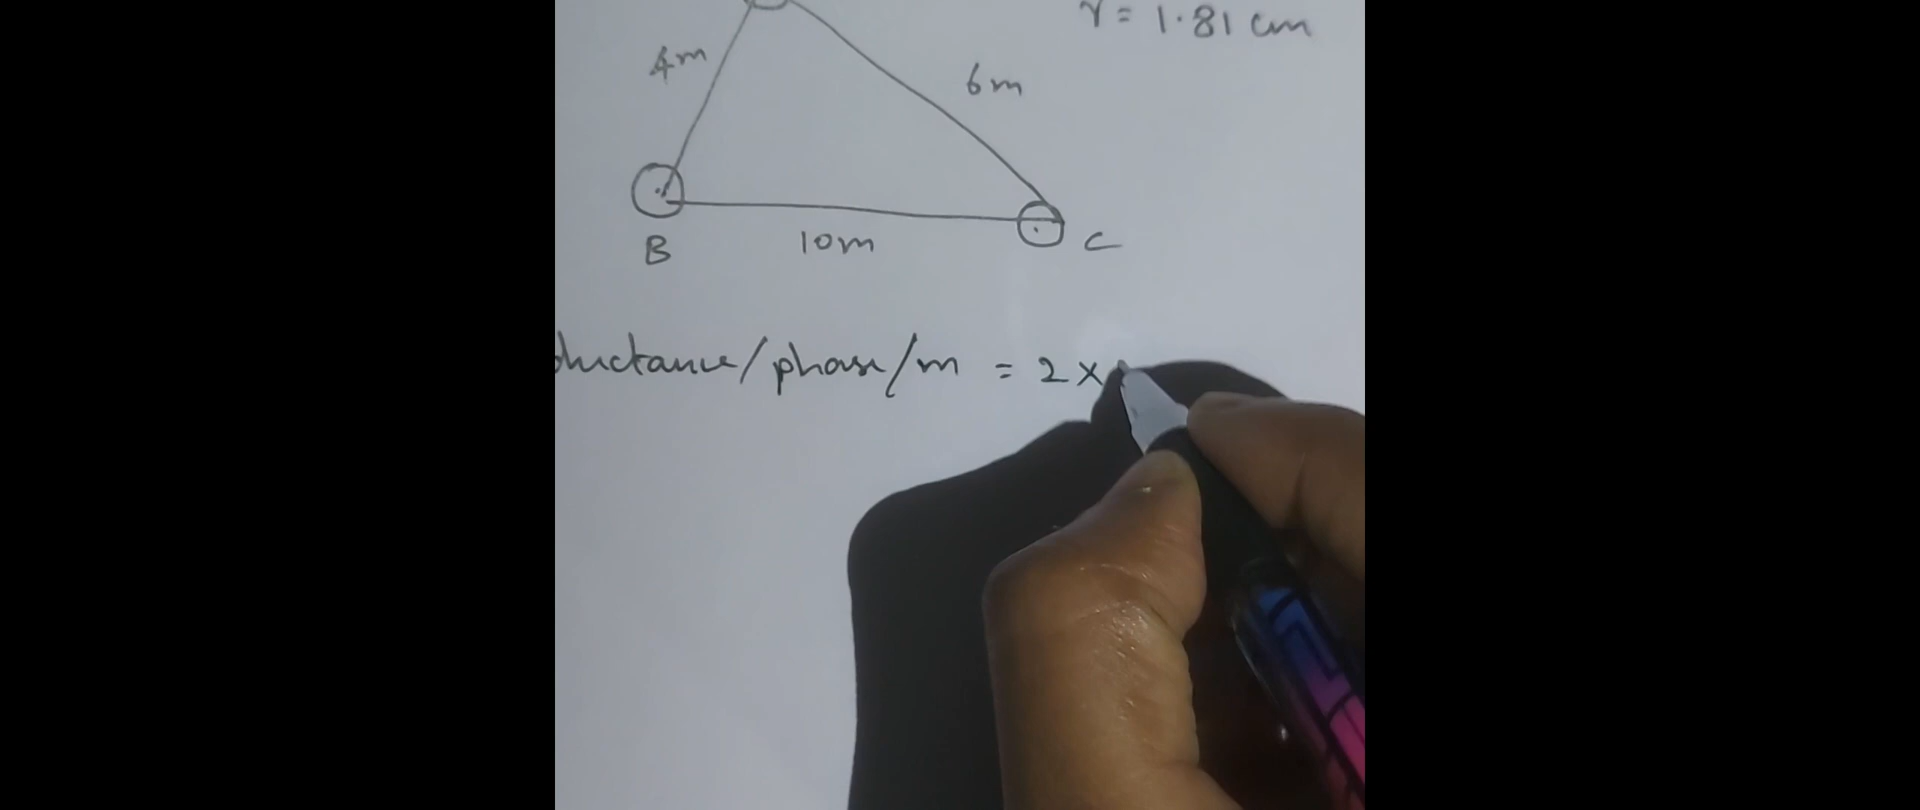 r = 1.81 cm
4m
6m
B
10m
C
ductance/phase/m = 2 x